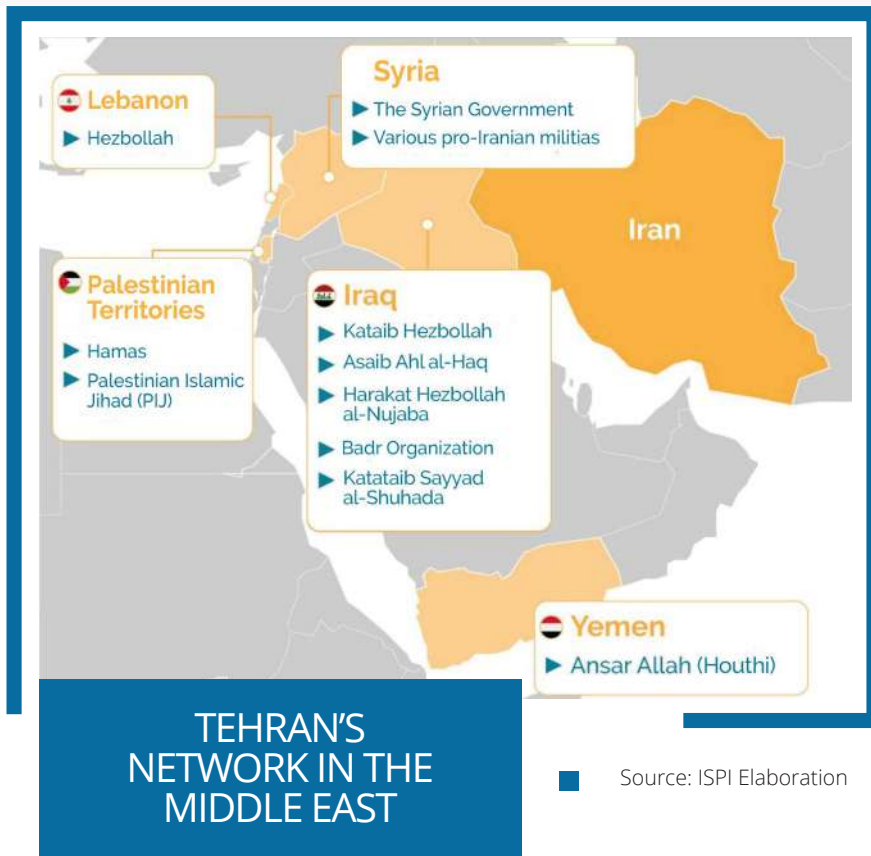 Lebanon
Hezbollah
Syria
The Syrian Government
Various pro-Iranian militias
Iran
Palestinian
Territories
Hamas
Palestinian Islamic
Jihad (PIJ)
Iraq
Kataib Hezbollah
Asaib Ahl al-Haq
Harakat Hezbollah
al-Nujaba
Badr Organization
Katataib Sayyad
al-Shuhada
Yemen
Ansar Allah (Houthi)
TEHRAN'S
NETWORK IN THE
MIDDLE EAST
Source: ISPI Elaboration